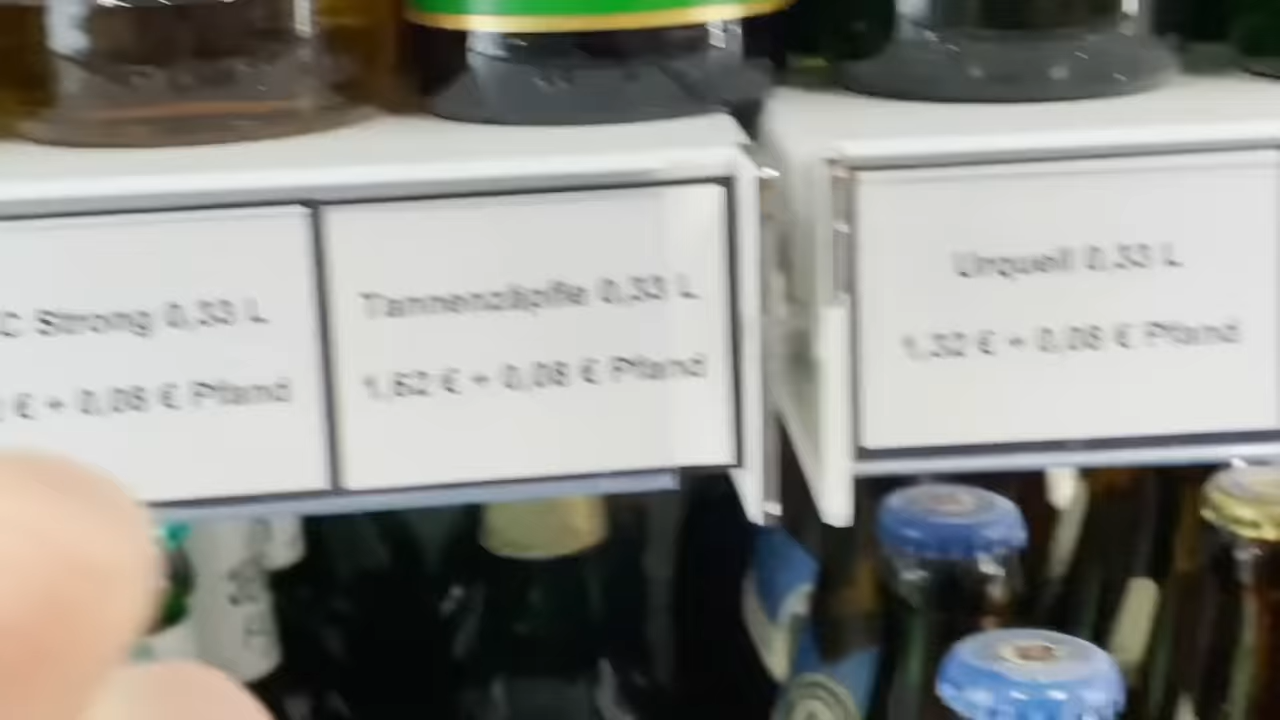 C Strong 0,33 L
€ + 0,08 € Pfand
Tannenzäpfle 0,33 L
1,62 € + 0,08 € Pfand
Urquell 0,33 L
1,32 € + 0,08 € Pfand